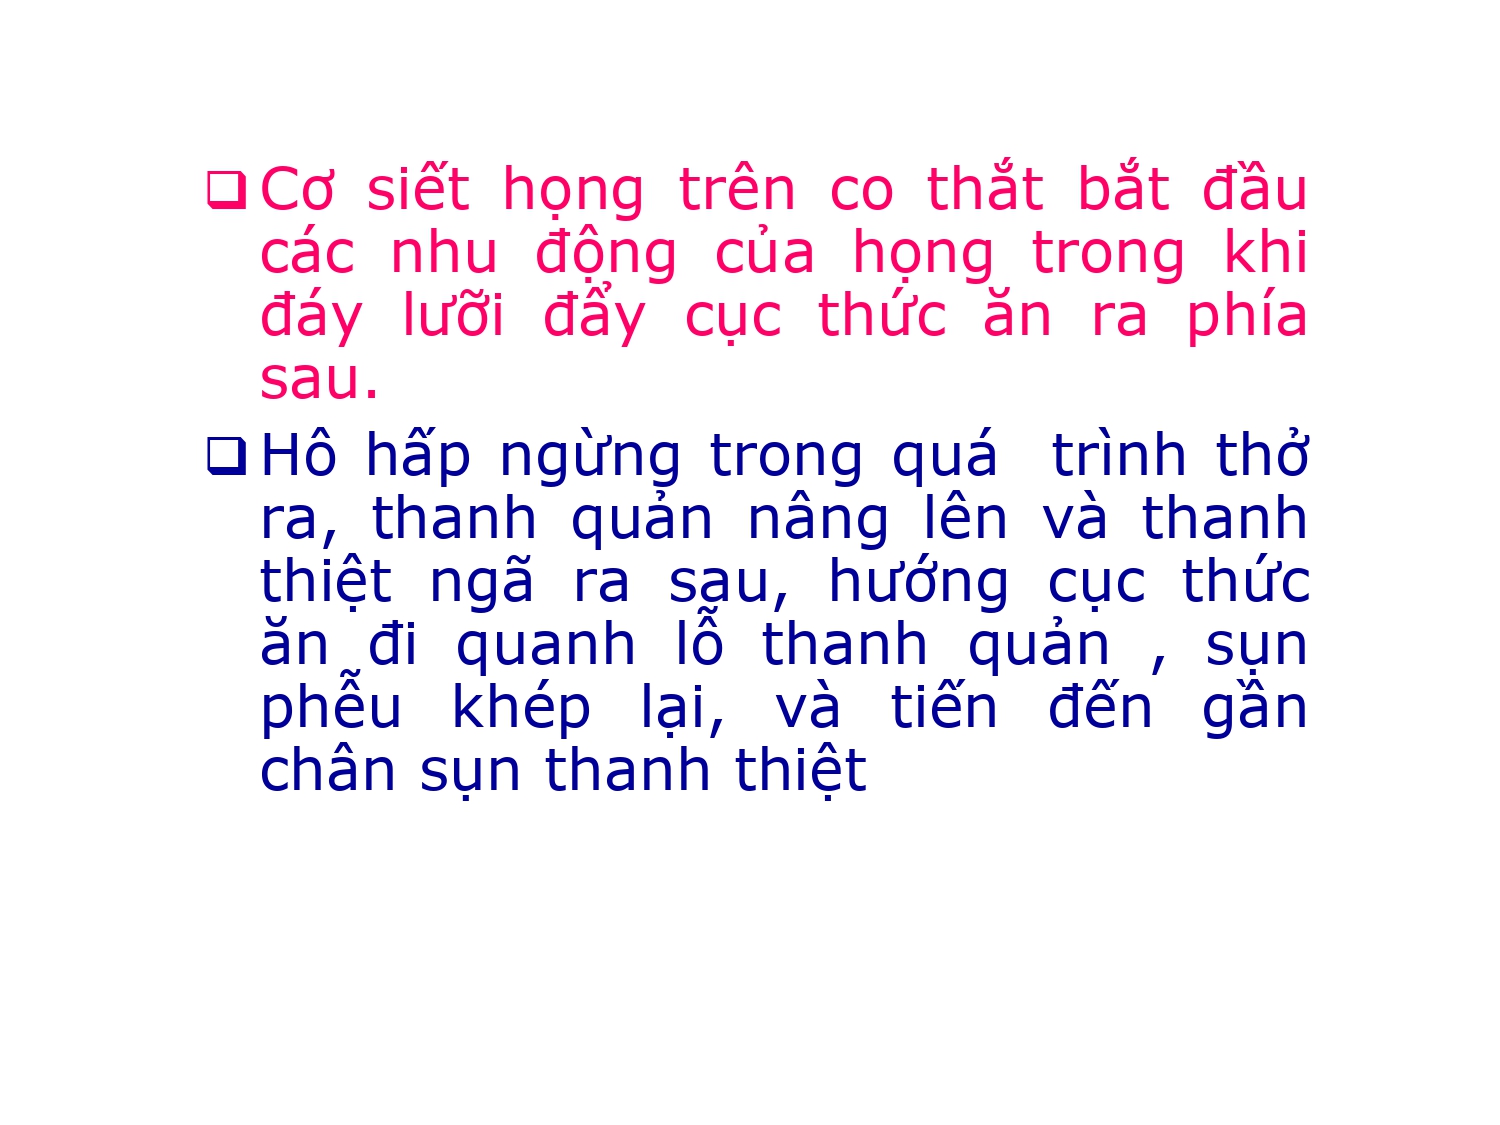 ❑ Cơ siết họng trên co thắt bắt đầu
các nhu động của họng trong khi
đáy lưỡi đẩy cục thức ăn ra phía
sau.
❑ Hô hấp ngừng trong quá  trình thở
ra, thanh quản nâng lên và thanh
thiệt ngã ra sau, hướng cục thức
ăn đi quanh lỗ thanh quản , sụn
phễu khép lại, và tiến đến gần
chân sụn thanh thiệt